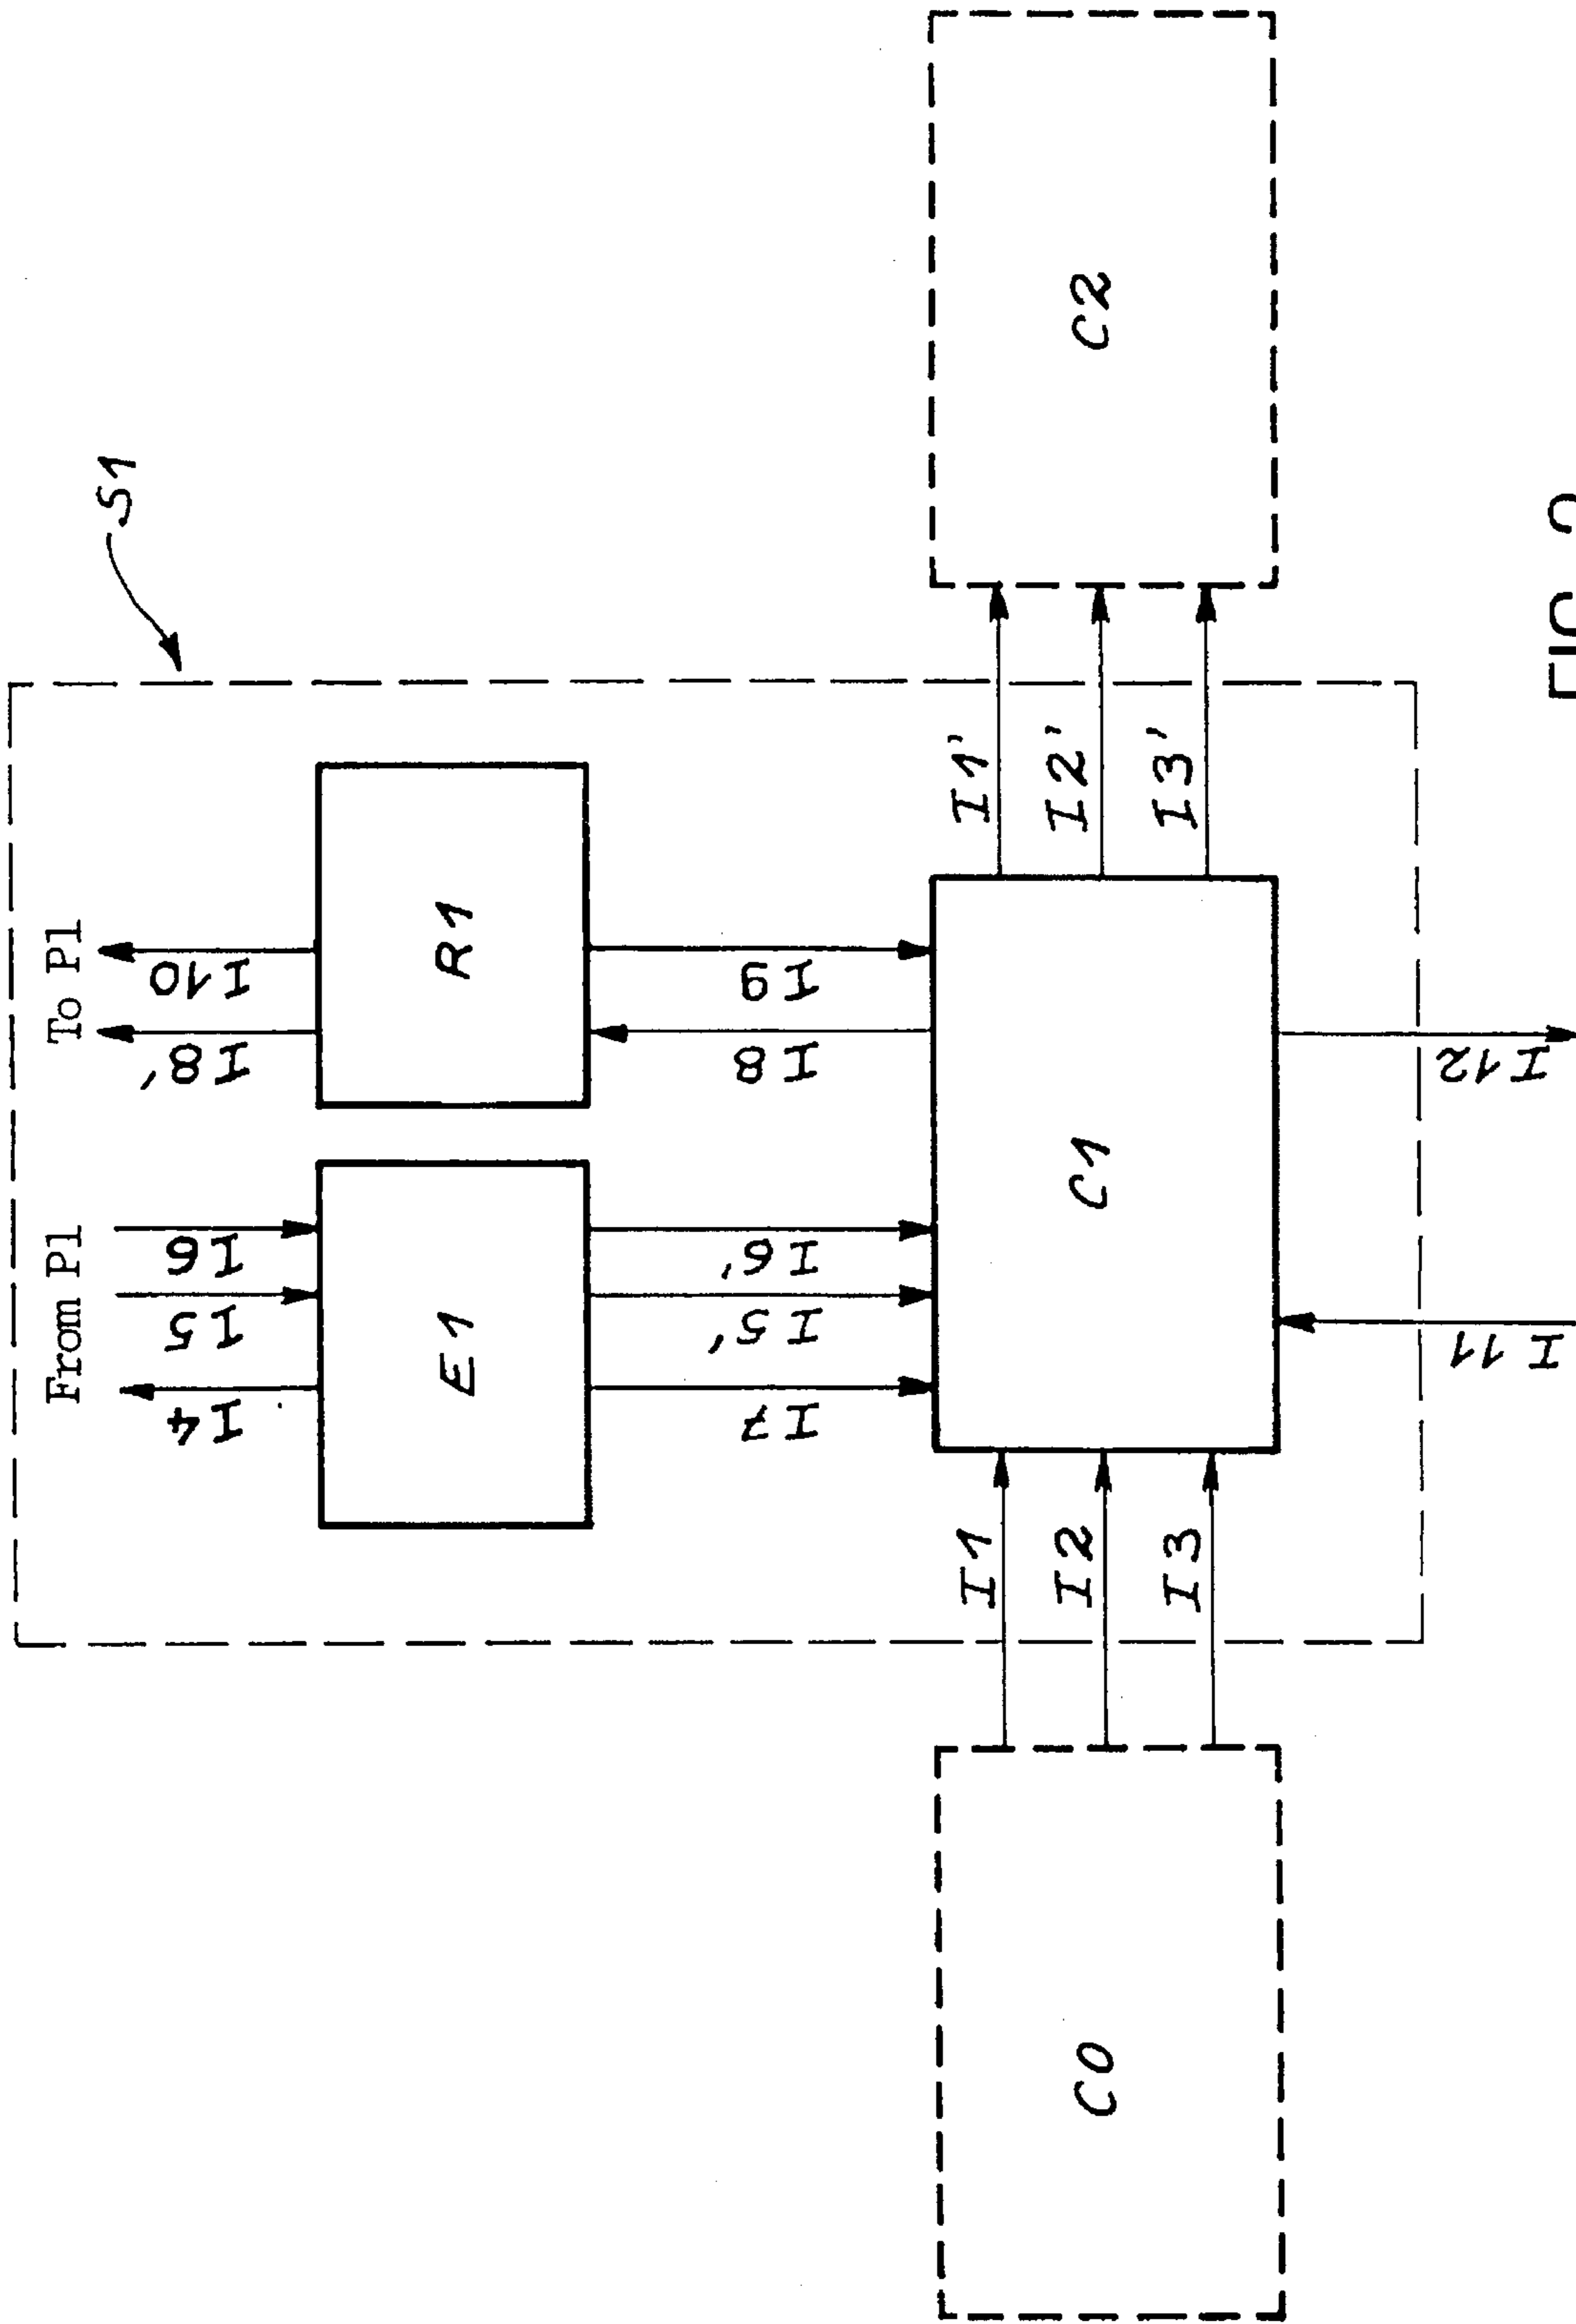 S1
From P1
To P1
I4
I5
I6
I8'
I10
E1
R1
I7
I5'
I6'
I8
I9
C0
I1
I2
I3
C1
I1'
I2'
I3'
C2
I11
I12
FIG.